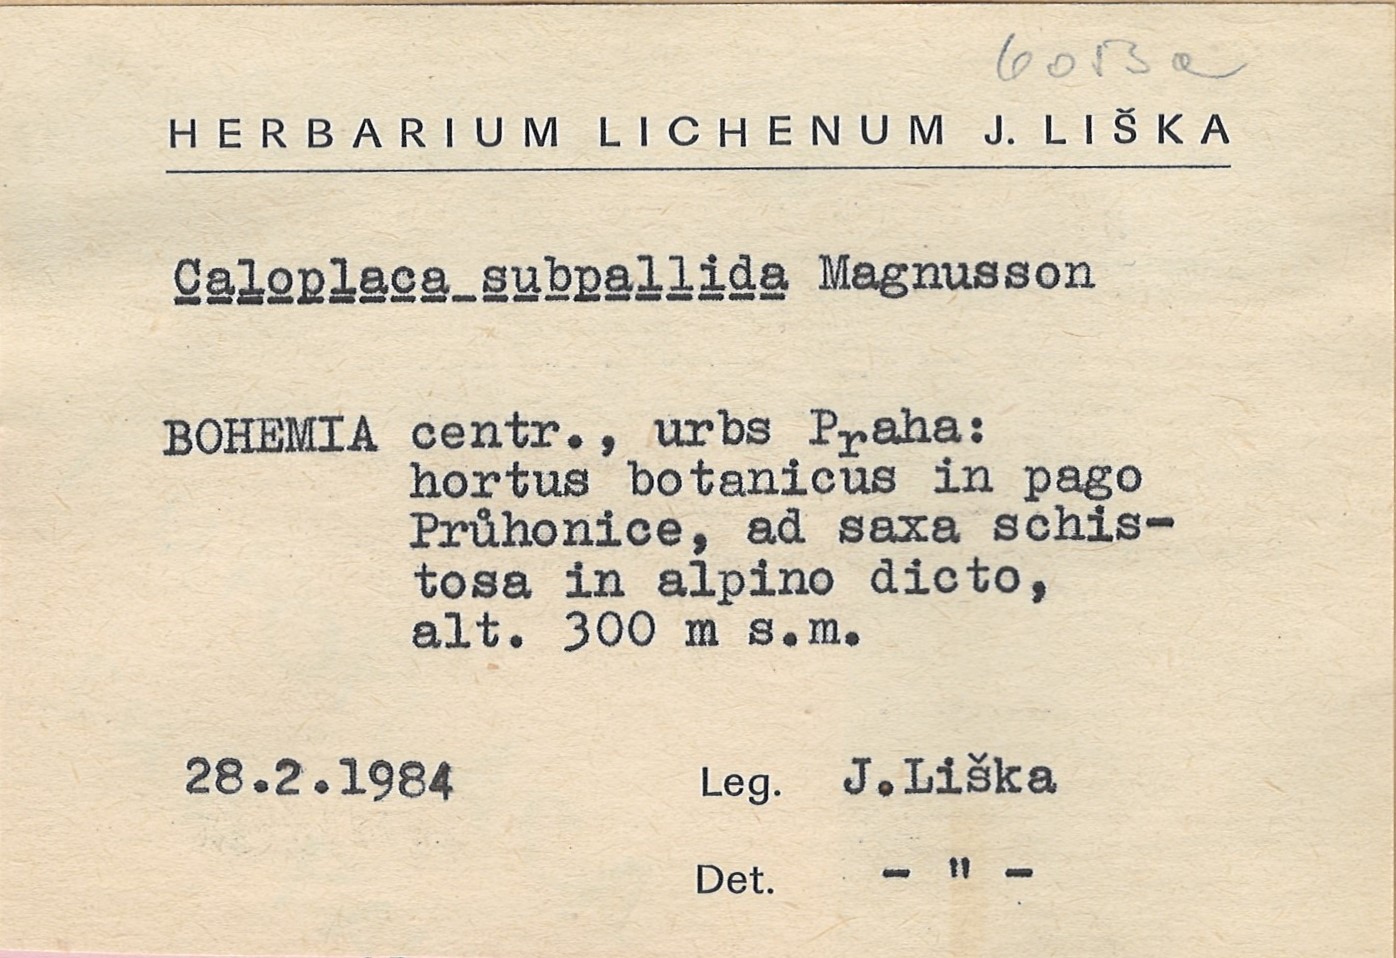 HERBARIUM LICHENUM J. LIŠKA
Caloplaca subpallida Magnusson
BOHEMIA centr., urbs Praha:
hortus botanicus in pago
Průhonice, ad saxa schis-
tosa in alpino dicto,
alt. 300 m s.m.
28.2.1984 Leg. J.Liška
Det. - " -